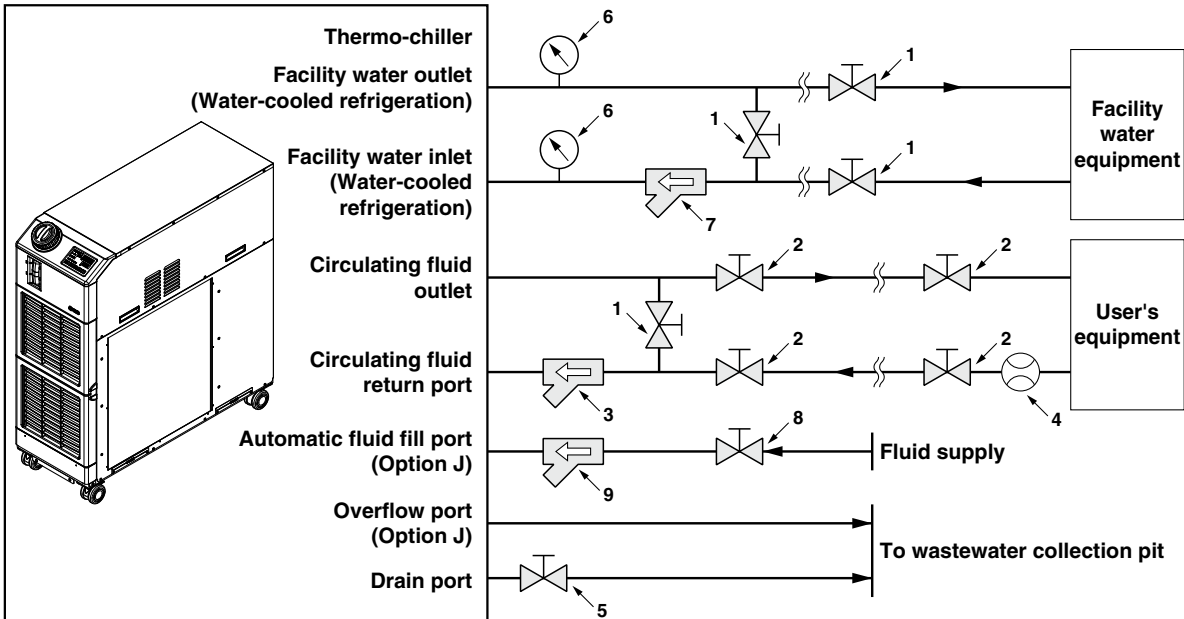 Thermo-chiller
6
Facility water outlet
(Water-cooled refrigeration)
1
Facility
water
equipment
6
1
1
Facility water inlet
(Water-cooled
refrigeration)
7
Circulating fluid
outlet
2
2
1
User's
equipment
Circulating fluid
return port
2
2
3
4
Automatic fluid fill port
(Option J)
8
Fluid supply
9
Overflow port
(Option J)
To wastewater collection pit
Drain port
5